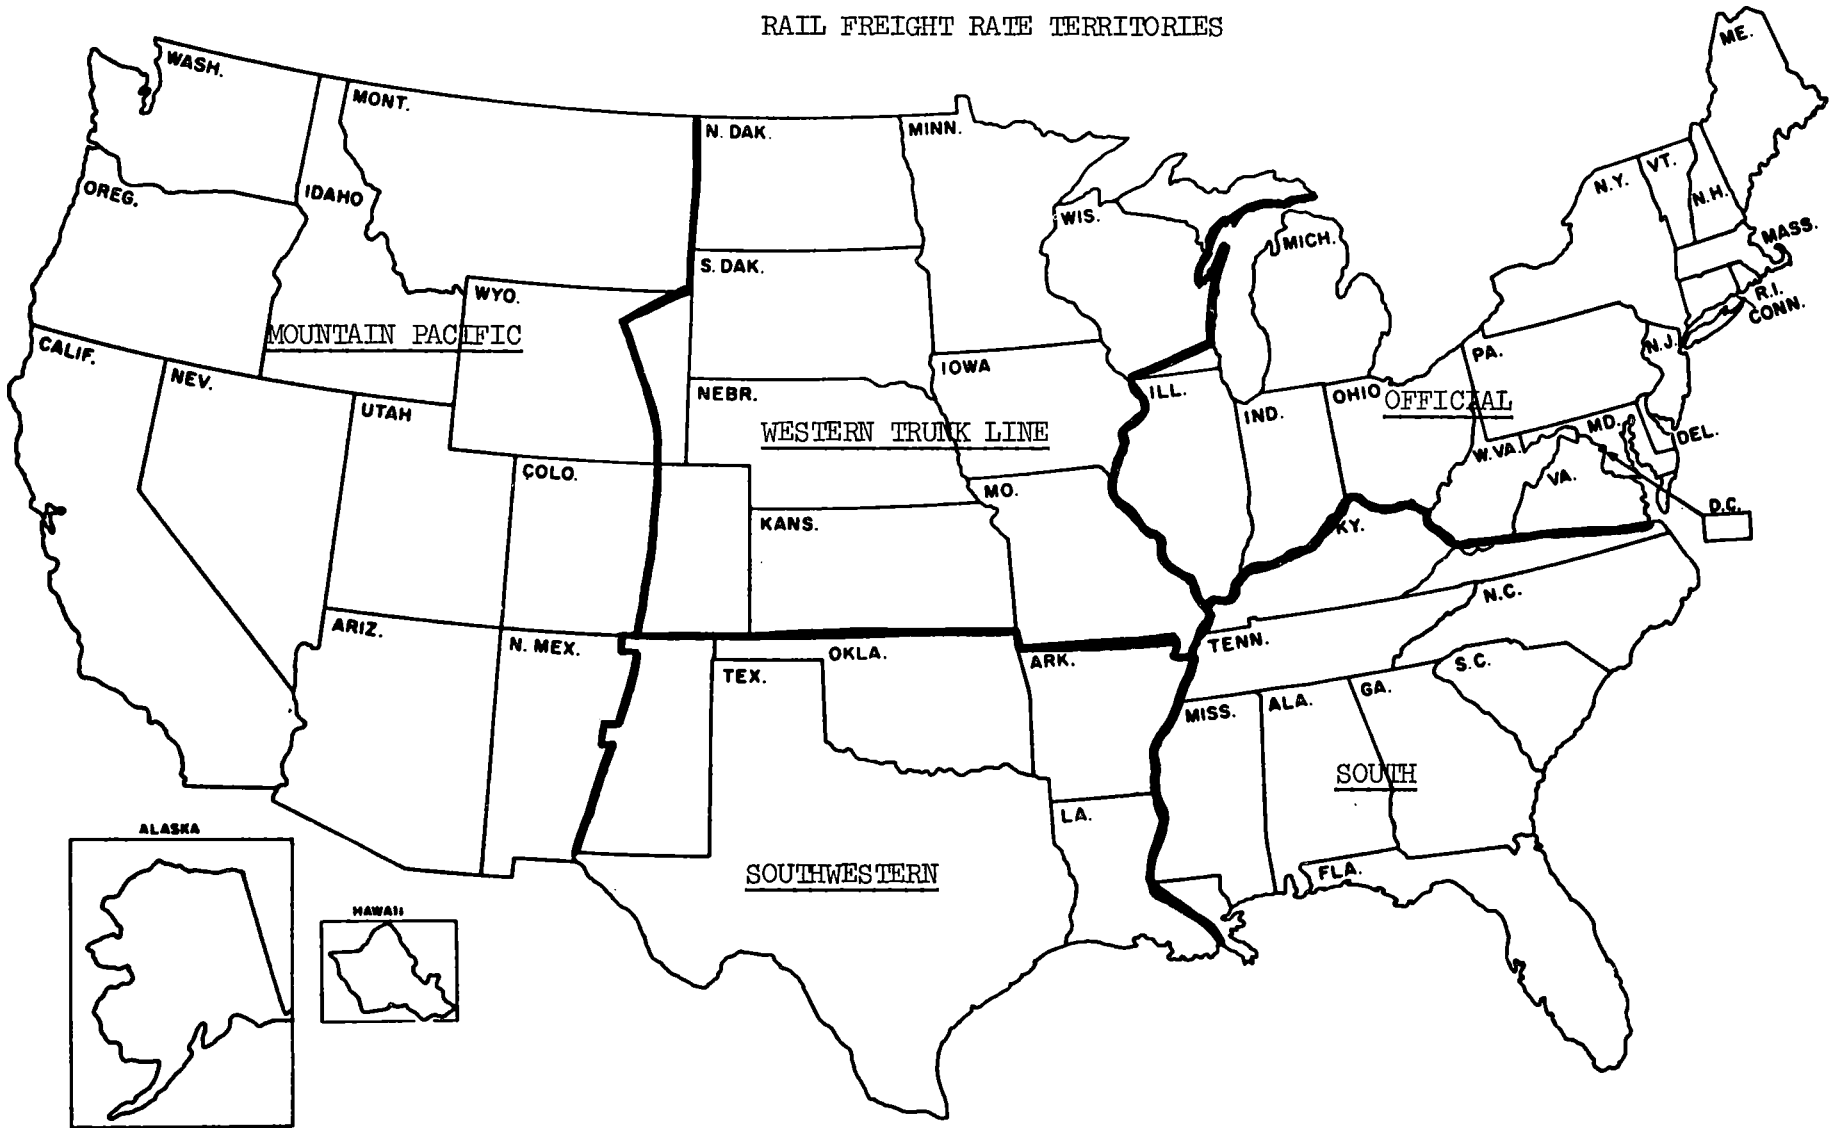 RAIL FREIGHT RATE TERRITORIES
ME.
WASH.
MONT.
N. DAK.
MINN.
VT.
N.Y.
N.H.
OREG.
IDAHO
WIS.
MICH.
MASS.
S. DAK.
WYO.
R.I.
CONN.
MOUNTAIN PACIFIC
CALIF.
NEV.
UTAH
IOWA
PA.
N.J.
NEBR.
ILL.
IND.
OHIO
OFFICIAL
WESTERN TRUNK LINE
MD.
DEL.
W.VA.
VA.
COLO.
MO.
KANS.
KY.
D.C.
ARIZ.
N. MEX.
OKLA.
TEX.
ARK.
TENN.
N.C.
S.C.
MISS.
ALA.
GA.
SOUTH
LA.
ALASKA
SOUTHWESTERN
FLA.
HAWAII